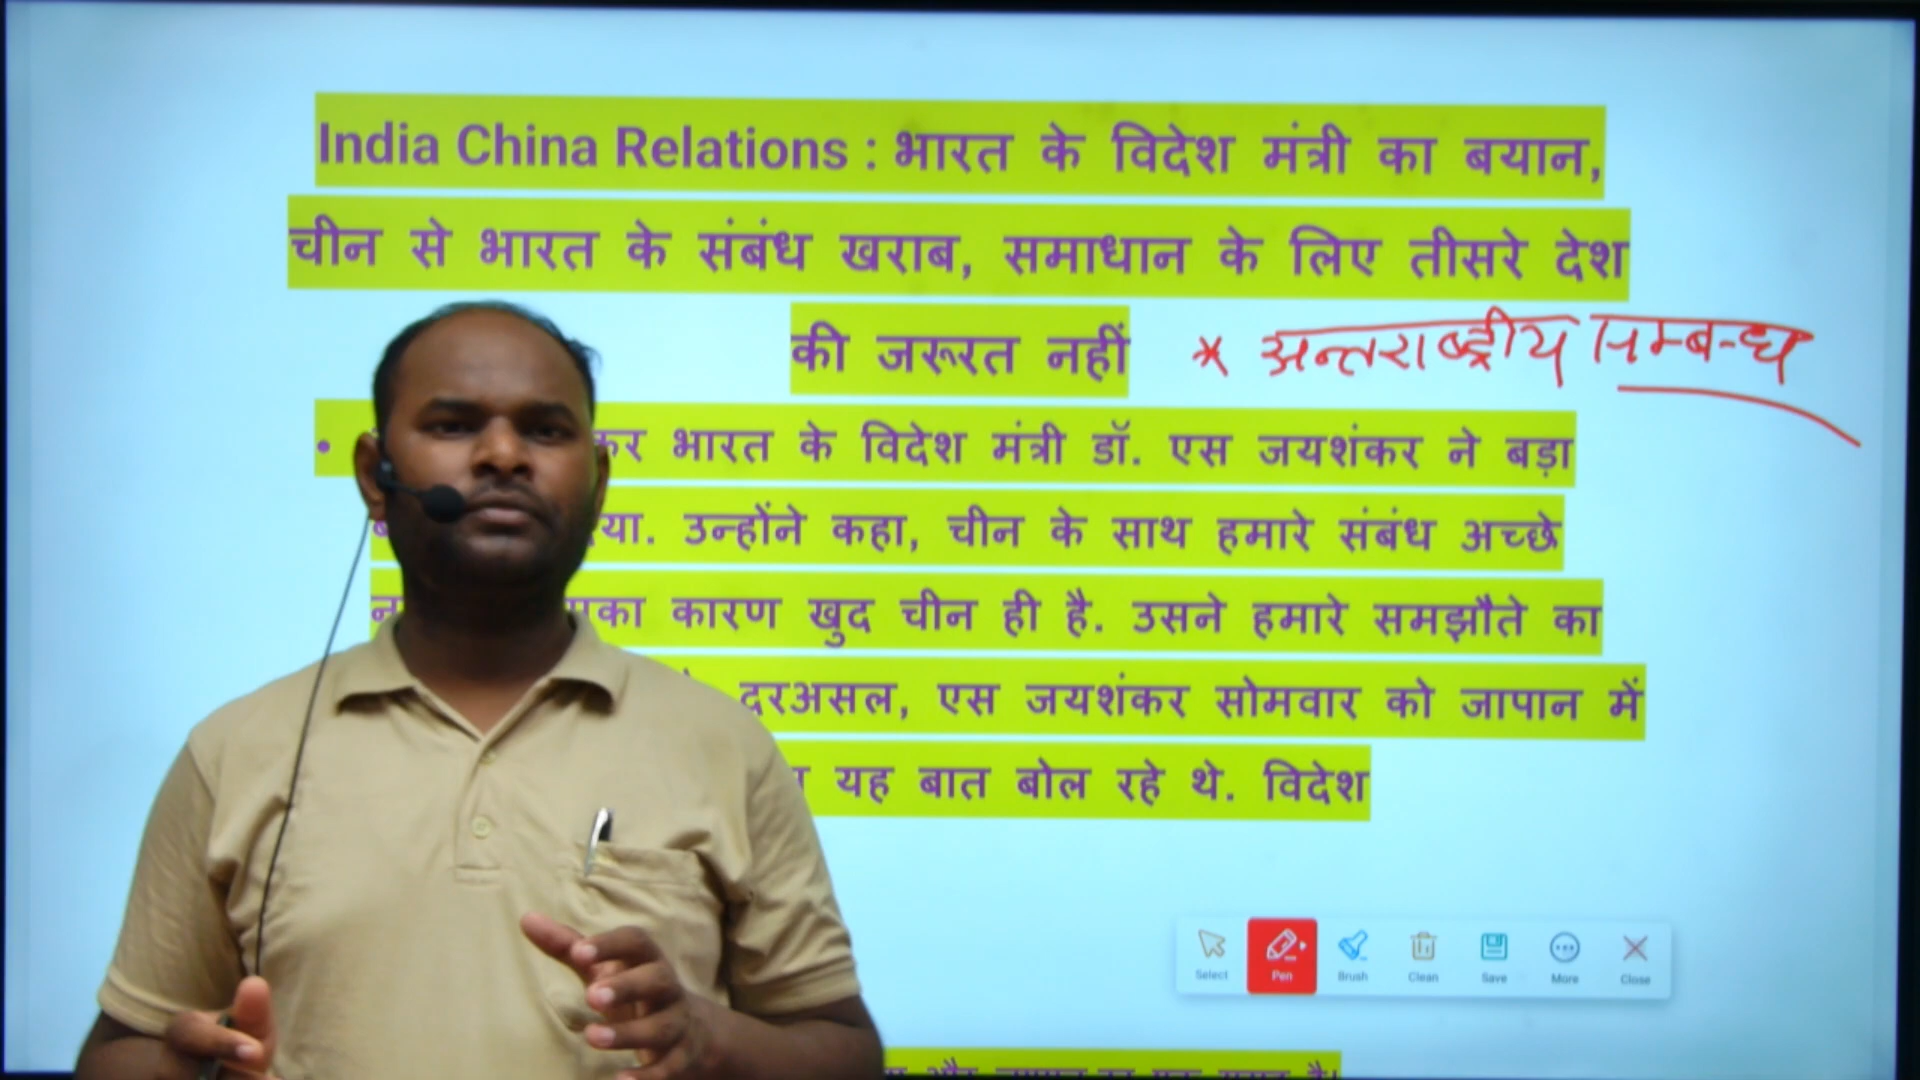 India China Relations : भारत के विदेश मंत्री का बयान,
चीन से भारत के संबंध खराब, समाधान के लिए तीसरे देश
की जरूरत नहीं
* अन्तराष्ट्रीय सम्बन्ध
• भारत के विदेश मंत्री डॉ. एस जयशंकर ने बड़ा
उन्होंने कहा, चीन के साथ हमारे संबंध अच्छे
कारण खुद चीन ही है. उसने हमारे समझौते का
दरअसल, एस जयशंकर सोमवार को जापान में
यह बात बोल रहे थे. विदेश
Select Pen Brush Clean Save More Close